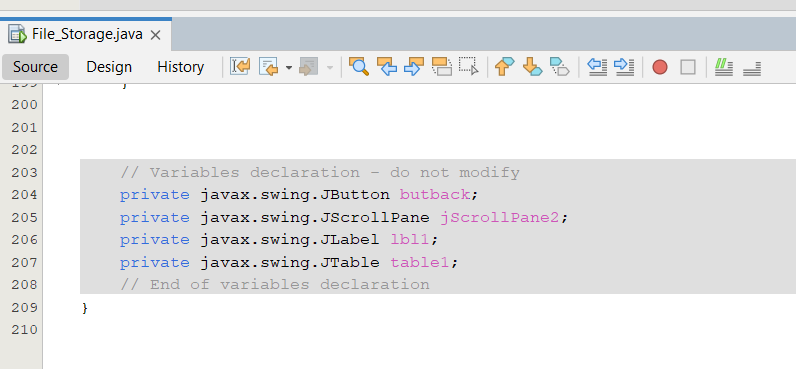 File_Storage.java
Source Design History
200
201
202
203 // Variables declaration - do not modify
204 private javax.swing.JButton butback;
205 private javax.swing.JScrollPane jScrollPane2;
206 private javax.swing.JLabel lbl1;
207 private javax.swing.JTable table1;
208 // End of variables declaration
209 }
210